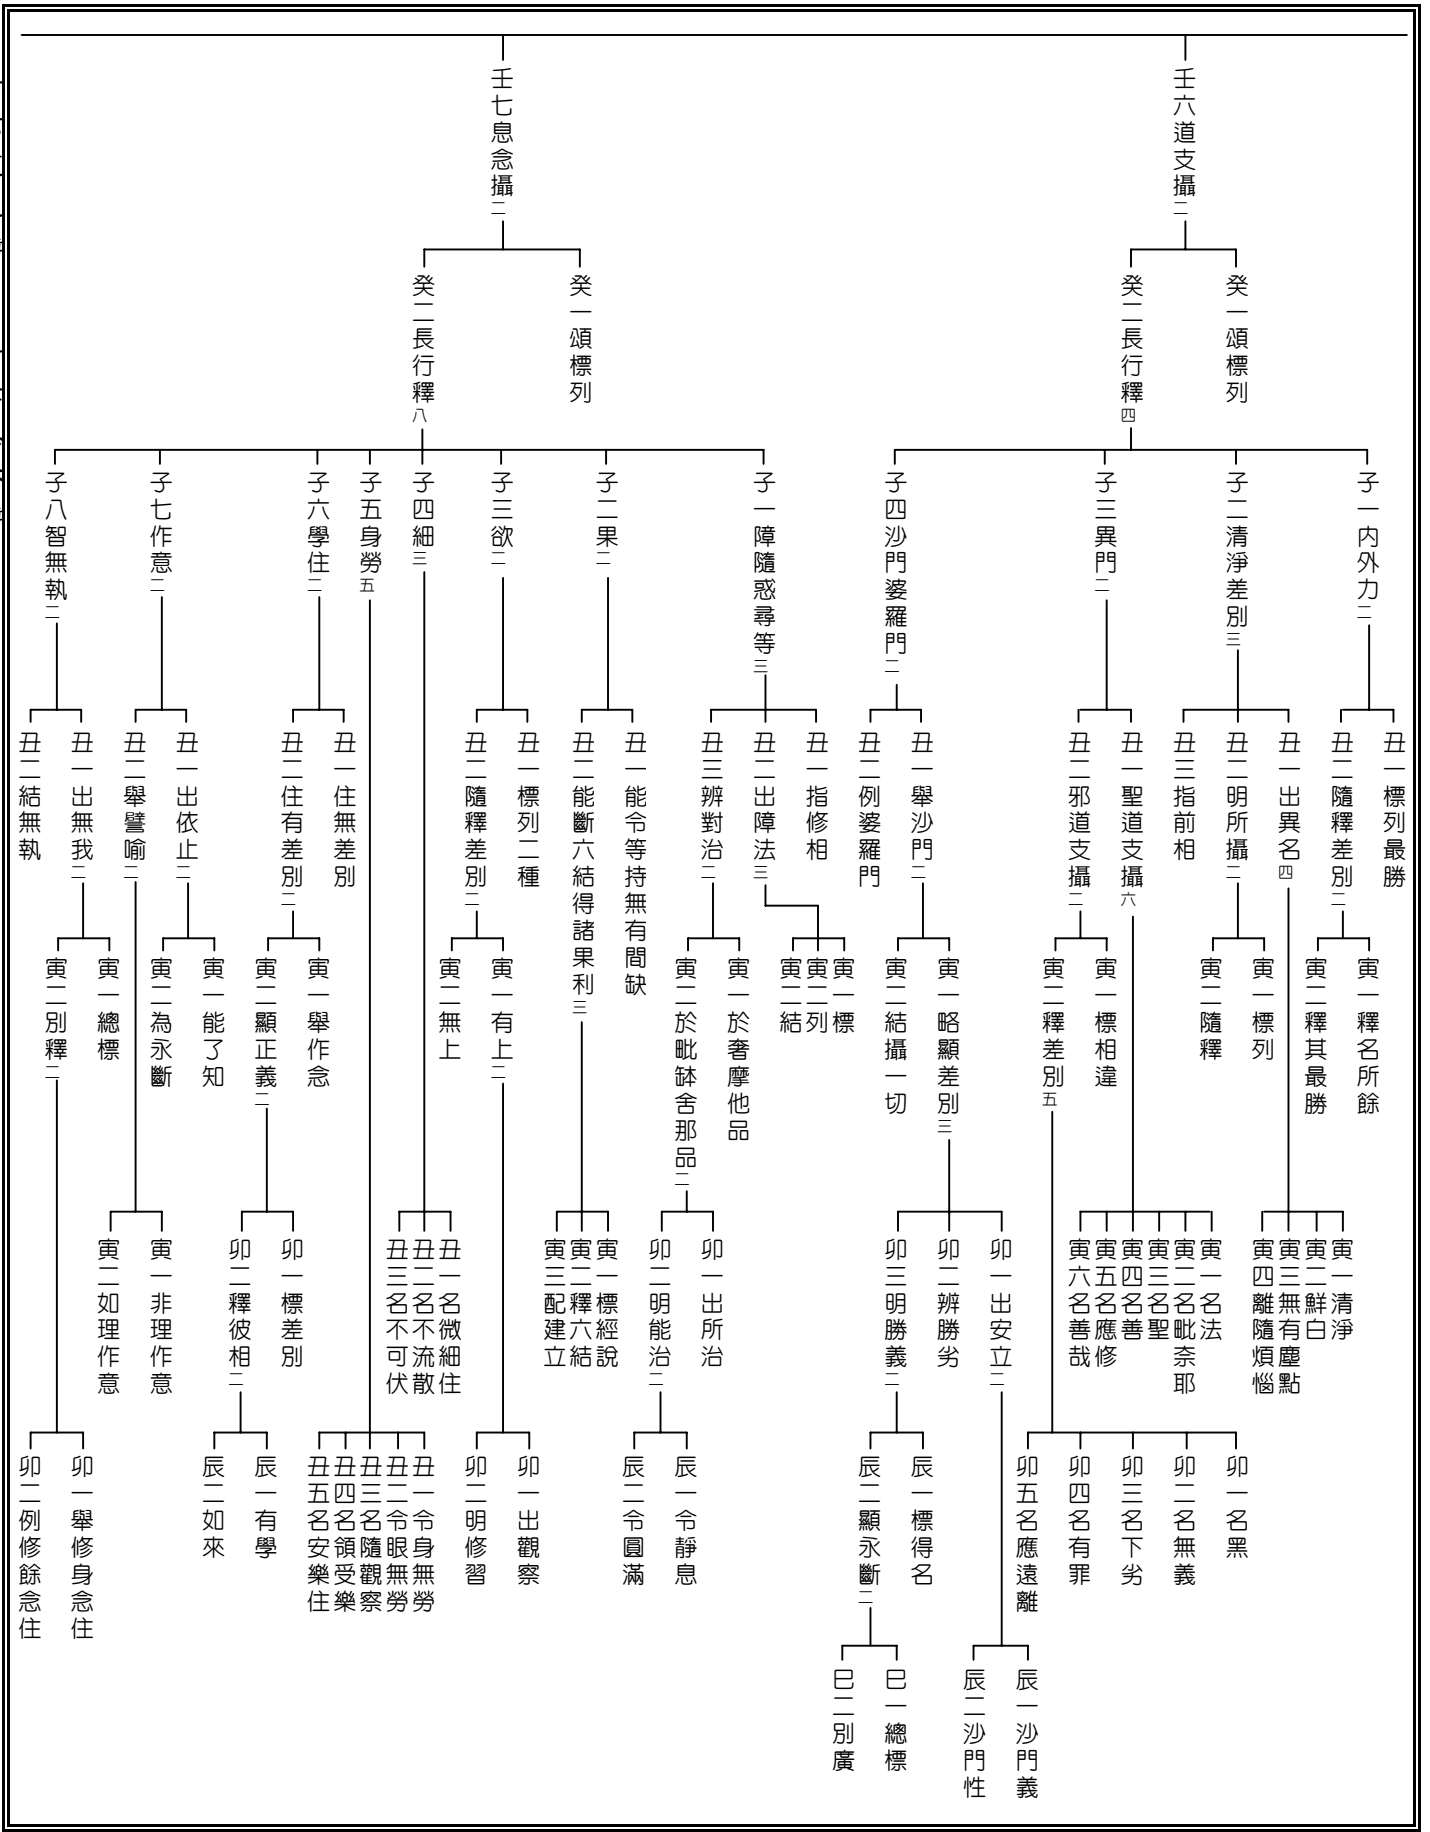 壬六道支攝二
壬七息念攝二
癸一頌標列
癸二長行釋四
癸一頌標列
癸二長行釋八
子一內外力二
子二清淨差別三
子三異門二
子四沙門婆羅門二
子一障隨惑尋等三
子二果二
子三欲二
子四細三
子五身勞五
子六學住二
子七作意二
子八智無執二
丑一標列最勝
丑二隨釋差別二
丑一出異名四
丑二明所攝二
丑三指前相
丑一聖道支攝六
丑二邪道支攝二
丑一舉沙門二
丑二例婆羅門
丑一指修相
丑二出障法三
丑三辨對治二
丑一能令等持無有間缺
丑二能斷六結得諸果利三
丑一標列二種
丑二隨釋差別二
丑一住無差別
丑二住有差別二
丑一出依止二
丑二舉譬喻二
丑一出無我二
丑二結無執
寅一釋名所餘
寅二釋其最勝
寅一標列
寅二隨釋
寅一標相違
寅二釋差別五
寅一略顯差別三
寅二結攝一切
寅一標
寅二列
寅二結
寅一於奢摩他品
寅二於毗缽舍那品二
寅一有上二
寅二無上
寅一舉作念
寅二顯正義二
寅一能了知
寅二為永斷
寅一總標
寅二別釋二
寅一清淨
寅二鮮白
寅三無有塵點
寅四離隨煩惱
寅一名法
寅二名毗奈耶
寅三名聖
寅四名善
寅五名應修
寅六名善哉
卯一出安立二
卯二辨勝劣
卯三明勝義二
卯一出所治
卯二明能治二
寅一標經說
寅二釋六結
寅三配建立
丑一名微細住
丑二名不流散
丑三名不可伏
卯一標差別
卯二釋彼相二
寅一非理作意
寅二如理作意
卯一名黑
卯二名無義
卯三名下劣
卯四名有罪
卯五名應遠離
辰一標得名
辰二顯永斷二
辰一令靜息
辰二令圓滿
卯一出觀察
卯二明修習
丑一令身無勞
丑二令眼無勞
丑三名隨觀察
丑四名領受樂
丑五名安樂住
辰一有學
辰二如來
卯一舉修身念住
卯二例修餘念住
辰一沙門義
辰二沙門性
巳一總標
巳二別廣